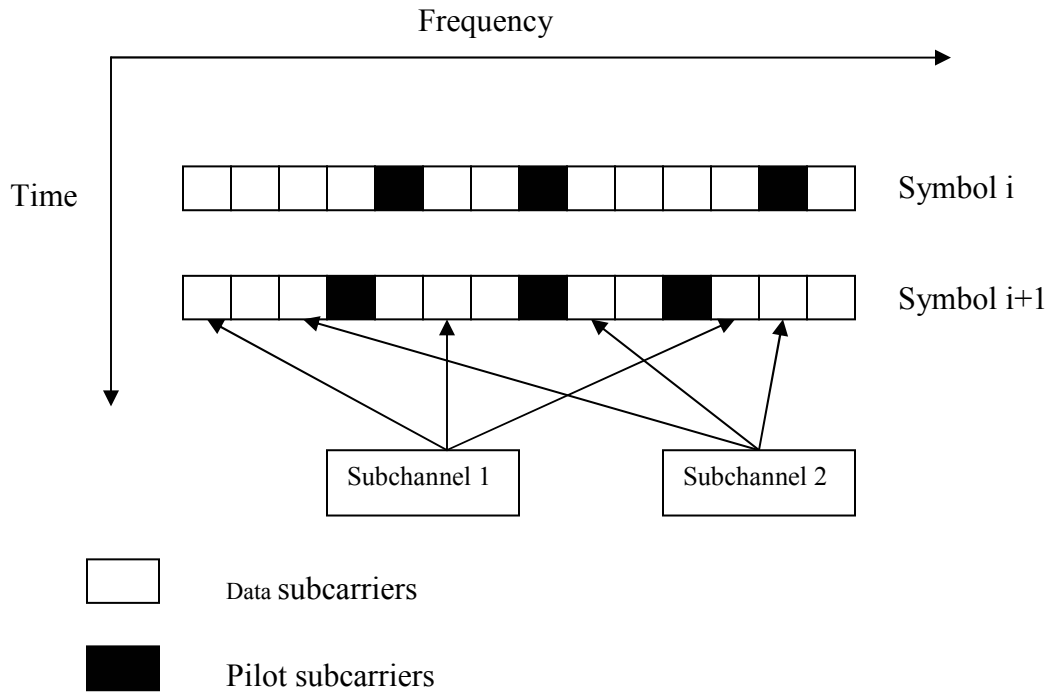 Frequency
Time
Symbol i
Symbol i+1
Subchannel 1
Subchannel 2
Data subcarriers
Pilot subcarriers